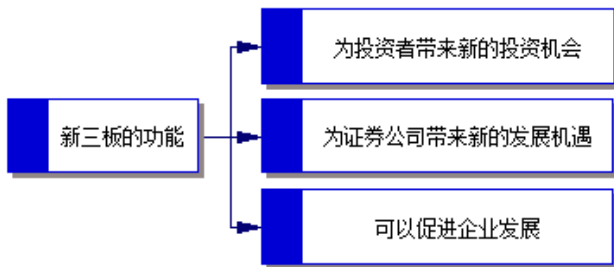 为投资者带来新的投资机会
新三板的功能
为证券公司带来新的发展机遇
可以促进企业发展